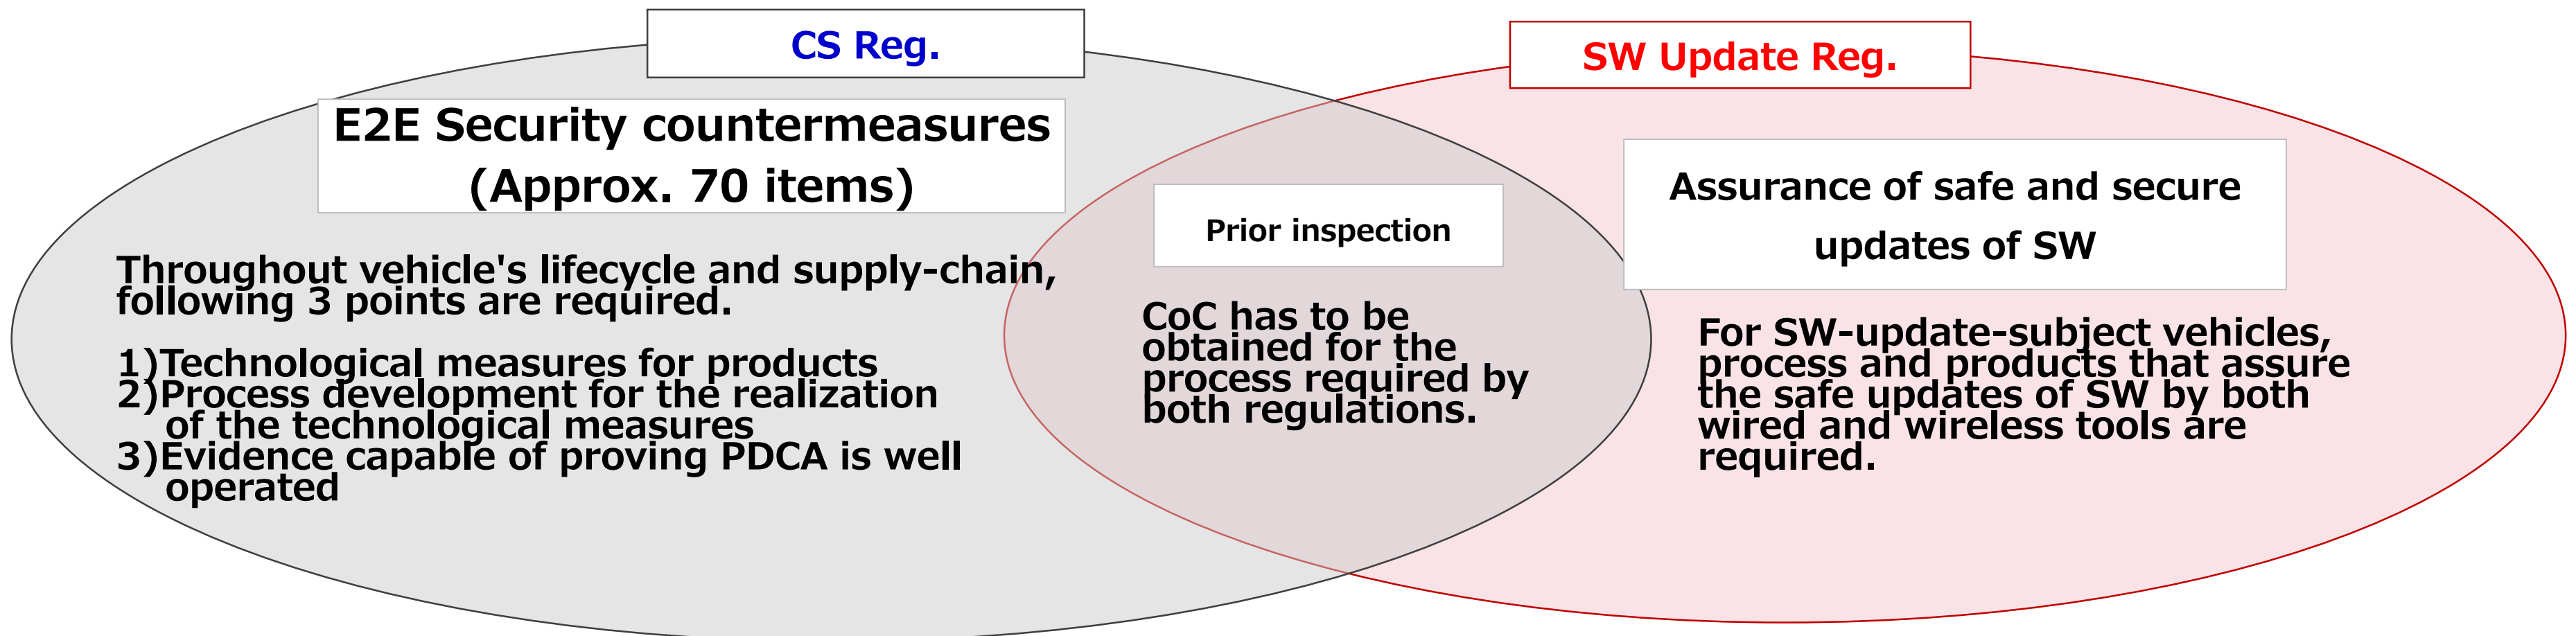 CS Reg.
E2E Security countermeasures
(Approx. 70 items)
Throughout vehicle's lifecycle and supply-chain,
following 3 points are required.
1)Technological measures for products
2)Process development for the realization
of the technological measures
3)Evidence capable of proving PDCA is well
operated
Prior inspection
CoC has to be
obtained for the
process required by
both regulations.
SW Update Reg.
Assurance of safe and secure
updates of SW
For SW-update-subject vehicles,
process and products that assure
the safe updates of SW by both
wired and wireless tools are
required.